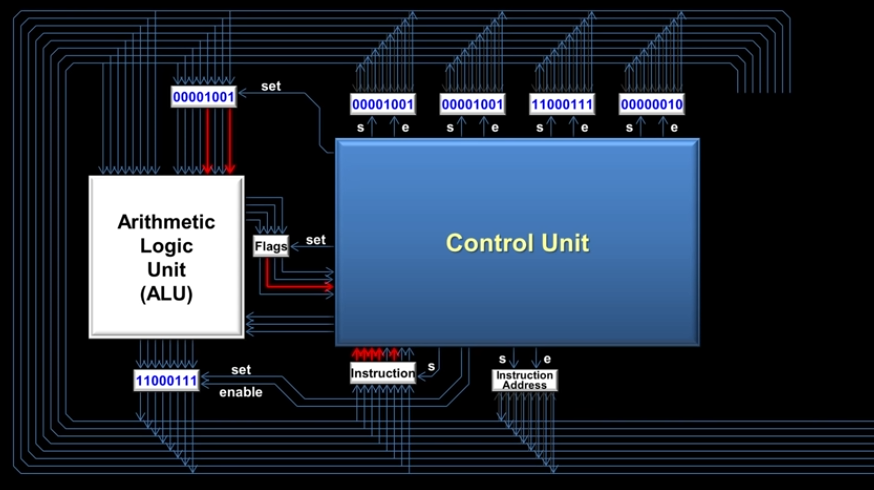 00001001
set
00001001
00001001
11000111
00000010
s
e
s
e
s
e
s
e
Arithmetic
Logic
Unit
(ALU)
Flags
set
Control Unit
11000111
set
enable
Instruction
s
s
e
Instruction
Address